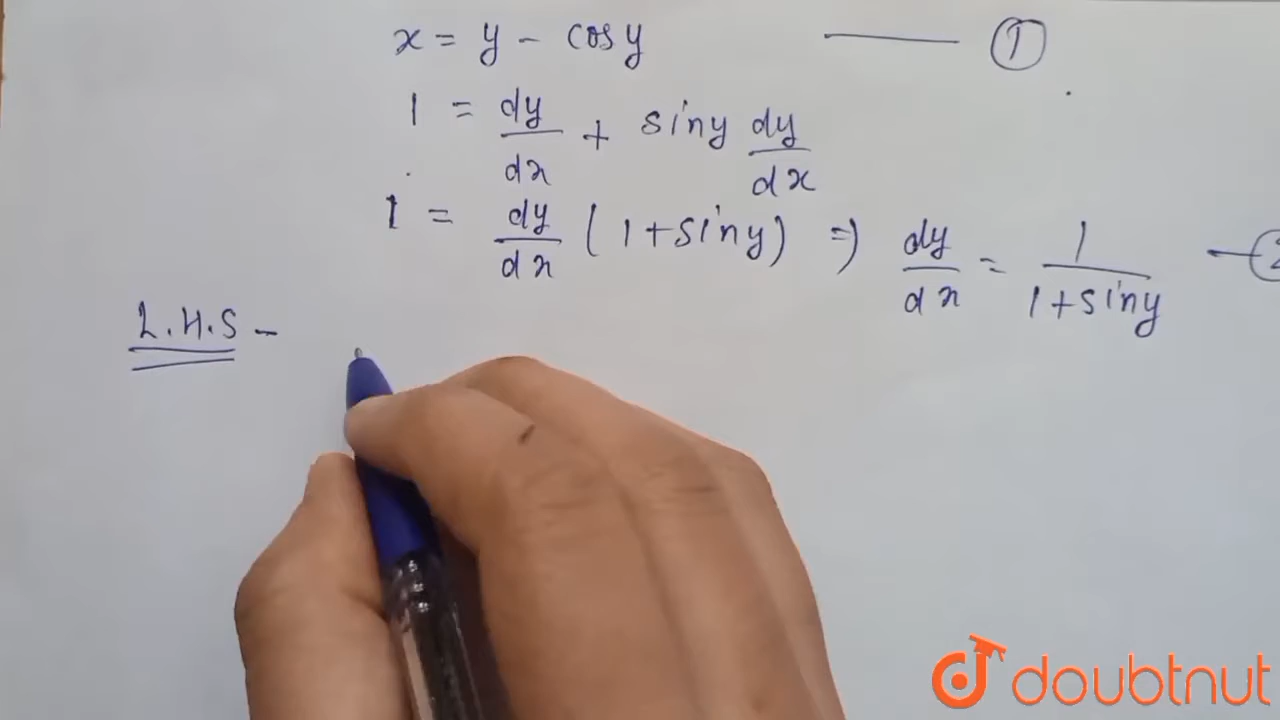 x = y - cos y ——— ①
1 = dy/dx + sin y dy/dx
1 = dy/dx (1 + sin y) ⇒ dy/dx = 1/(1 + sin y) — ②
L.H.S -
doubtnut